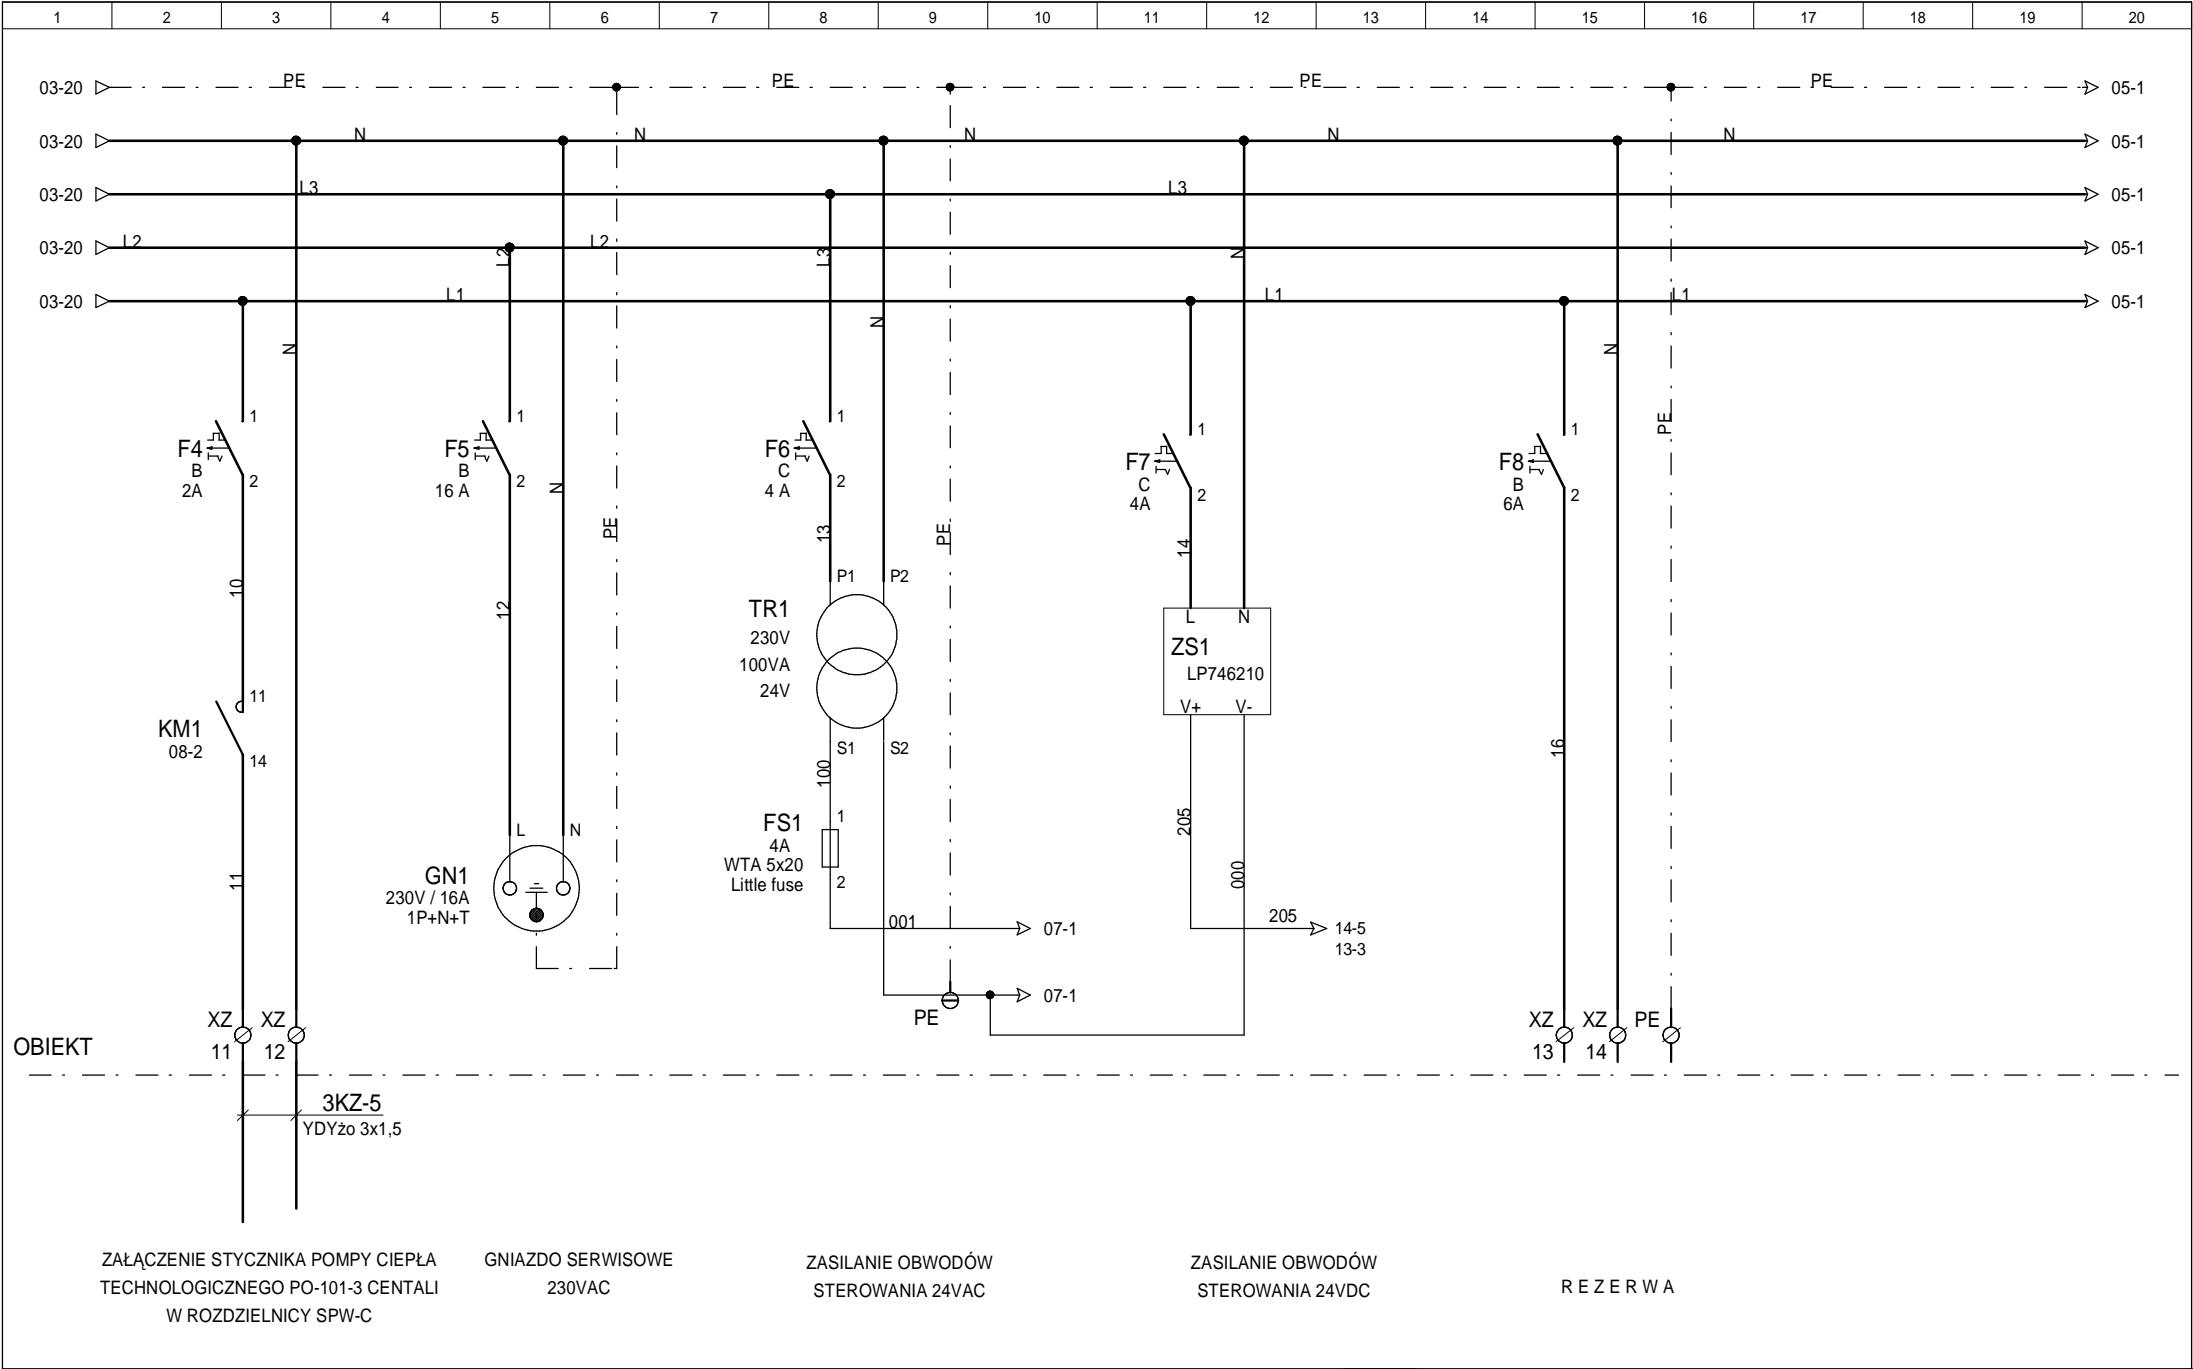 1 2 3 4 5 6 7 8 9 10 11 12 13 14 15 16 17 18 19 20
03-20 PE PE PE PE 05-1
03-20 N N N N N 05-1
03-20 L3 L3 05-1
03-20 L2 L2 05-1
L2 L3 N
03-20 L1 L1 L1 05-1
N N N
PE
1 1 1 1 1
F4 F5 F6 F7 F8
B B C C B
2A 16 A 4 A 4A 6A
2 2 2 2 2
N
PE 13 PE 14
10 12
P1 P2
TR1
230V
100VA
24V
S1 S2
L N
ZS1
LP746210
V+ V-
11
KM1
08-2
14
16
100
205
000
FS1
1
4A
WTA 5x20
Little fuse
2
L N
GN1
230V / 16A
1P+N+T
11
001 07-1
205 14-5
13-3
07-1
PE
XZ XZ XZ XZ PE
11 12 13 14
OBIEKT
3KZ-5
YDYżo 3x1,5
ZAŁĄCZENIE STYCZNIKA POMPY CIEPŁA
TECHNOLOGICZNEGO PO-101-3 CENTALI
W ROZDZIELNICY SPW-C
GNIAZDO SERWISOWE
230VAC
ZASILANIE OBWODÓW
STEROWANIA 24VAC
ZASILANIE OBWODÓW
STEROWANIA 24VDC
R E Z E R W A